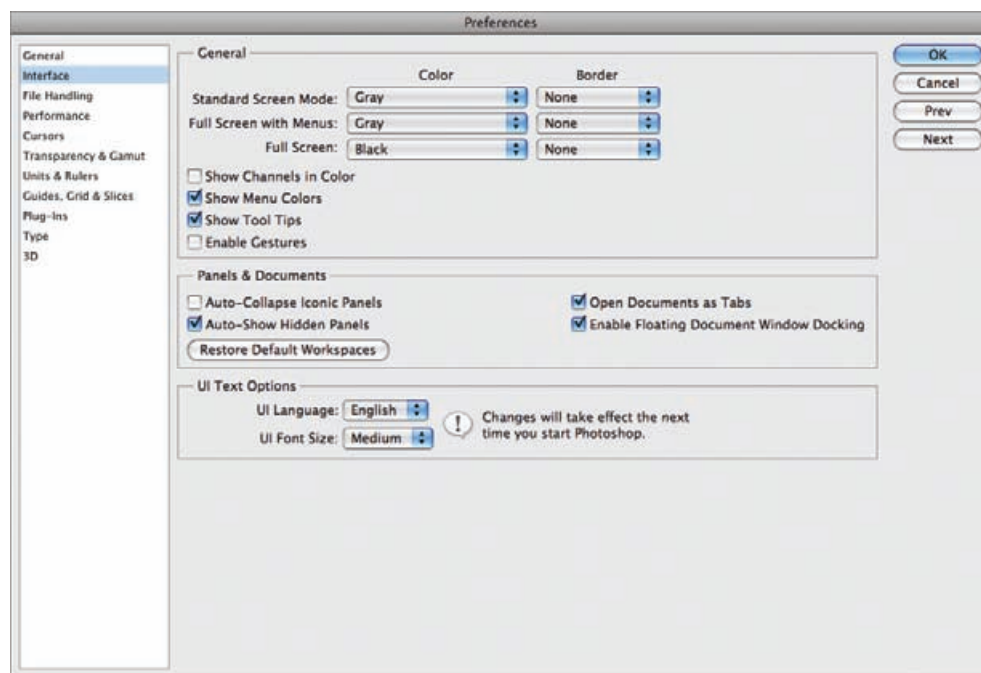 Preferences
General
Interface
File Handling
Performance
Cursors
Transparency & Gamut
Units & Rulers
Guides, Grid & Slices
Plug-Ins
Type
3D
General
Color Border
Standard Screen Mode: Gray None
Full Screen with Menus: Gray None
Full Screen: Black None
Show Channels in Color
Show Menu Colors
Show Tool Tips
Enable Gestures
Panels & Documents
Auto-Collapse Iconic Panels
Auto-Show Hidden Panels
Restore Default Workspaces
Open Documents as Tabs
Enable Floating Document Window Docking
UI Text Options
UI Language: English
UI Font Size: Medium
Changes will take effect the next
time you start Photoshop.
OK
Cancel
Prev
Next